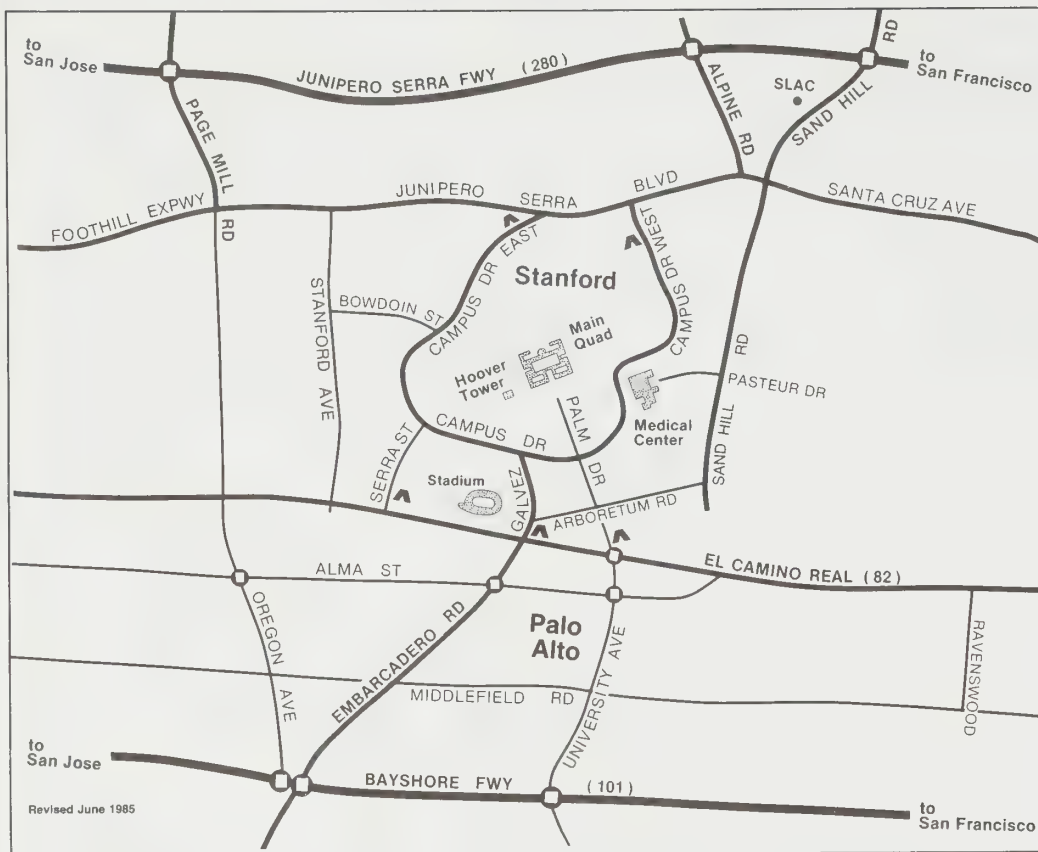 to
San Jose
JUNIPERO SERRA FWY (280)
to
San Francisco
RD
SLAC
ALPINE RD
SAND HILL
PAGE MILL
RD
JUNIPERO SERRA BLVD
SANTA CRUZ AVE
FOOTHILL EXPWY
CAMPUS DR EAST
CAMPUS DR WEST
Stanford
STANFORD AVE
BOWDOIN ST
Main
Quad
Hoover
Tower
SAND HILL RD
PASTEUR DR
Medical
Center
PALM DR
CAMPUS DR
SERRA ST
Stadium
GALVEZ
ARBORETUM RD
EL CAMINO REAL (82)
ALMA ST
OREGON AVE
EMBARCADERO RD
Palo
Alto
UNIVERSITY AVE
RAVENSWOOD
MIDDLEFIELD RD
to
San Jose
BAYSHORE FWY (101)
to
San Francisco
Revised June 1985